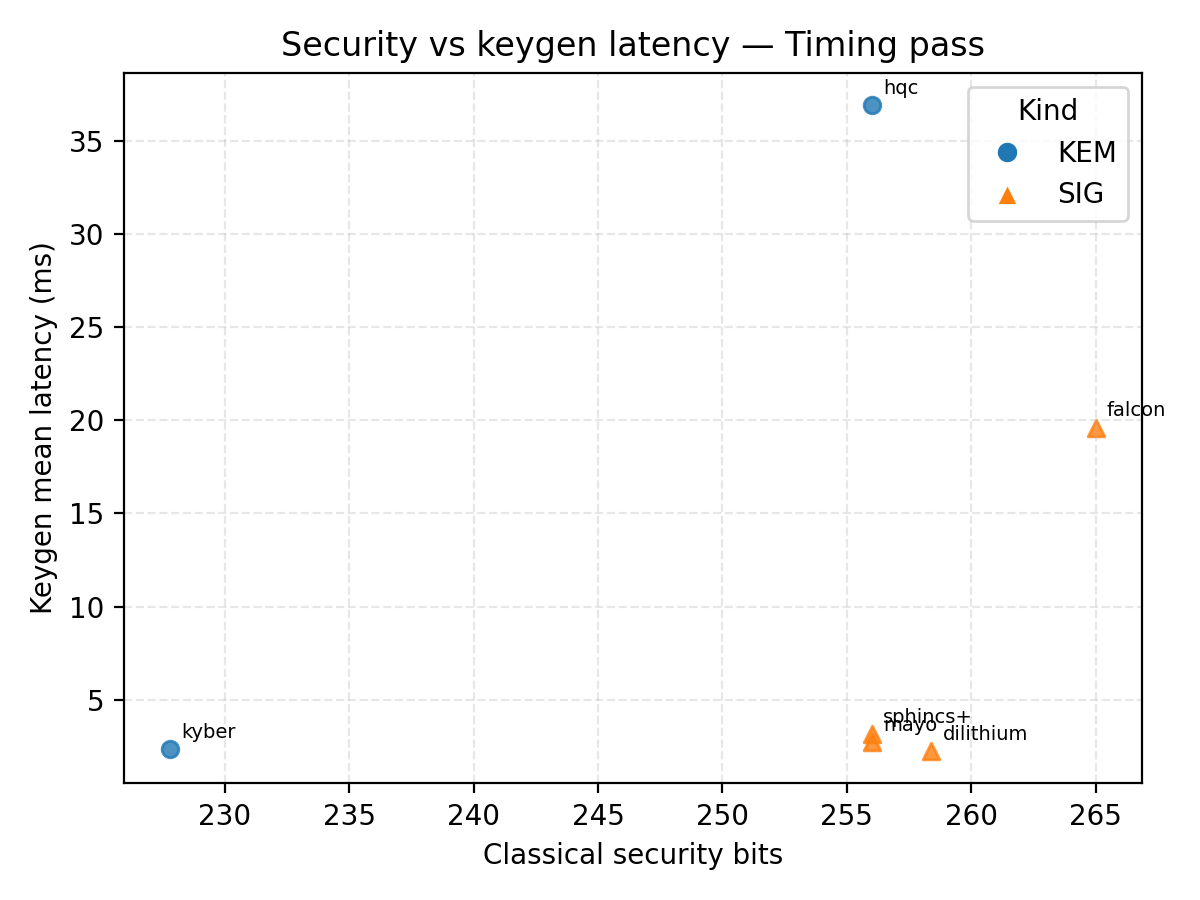 Security vs keygen latency — Timing pass
hqc
Kind
KEM
SIG
35
30
25
20
15
10
5
Keygen mean latency (ms)
falcon
sphincs+
mayo
dilithium
kyber
230 235 240 245 250 255 260 265
Classical security bits